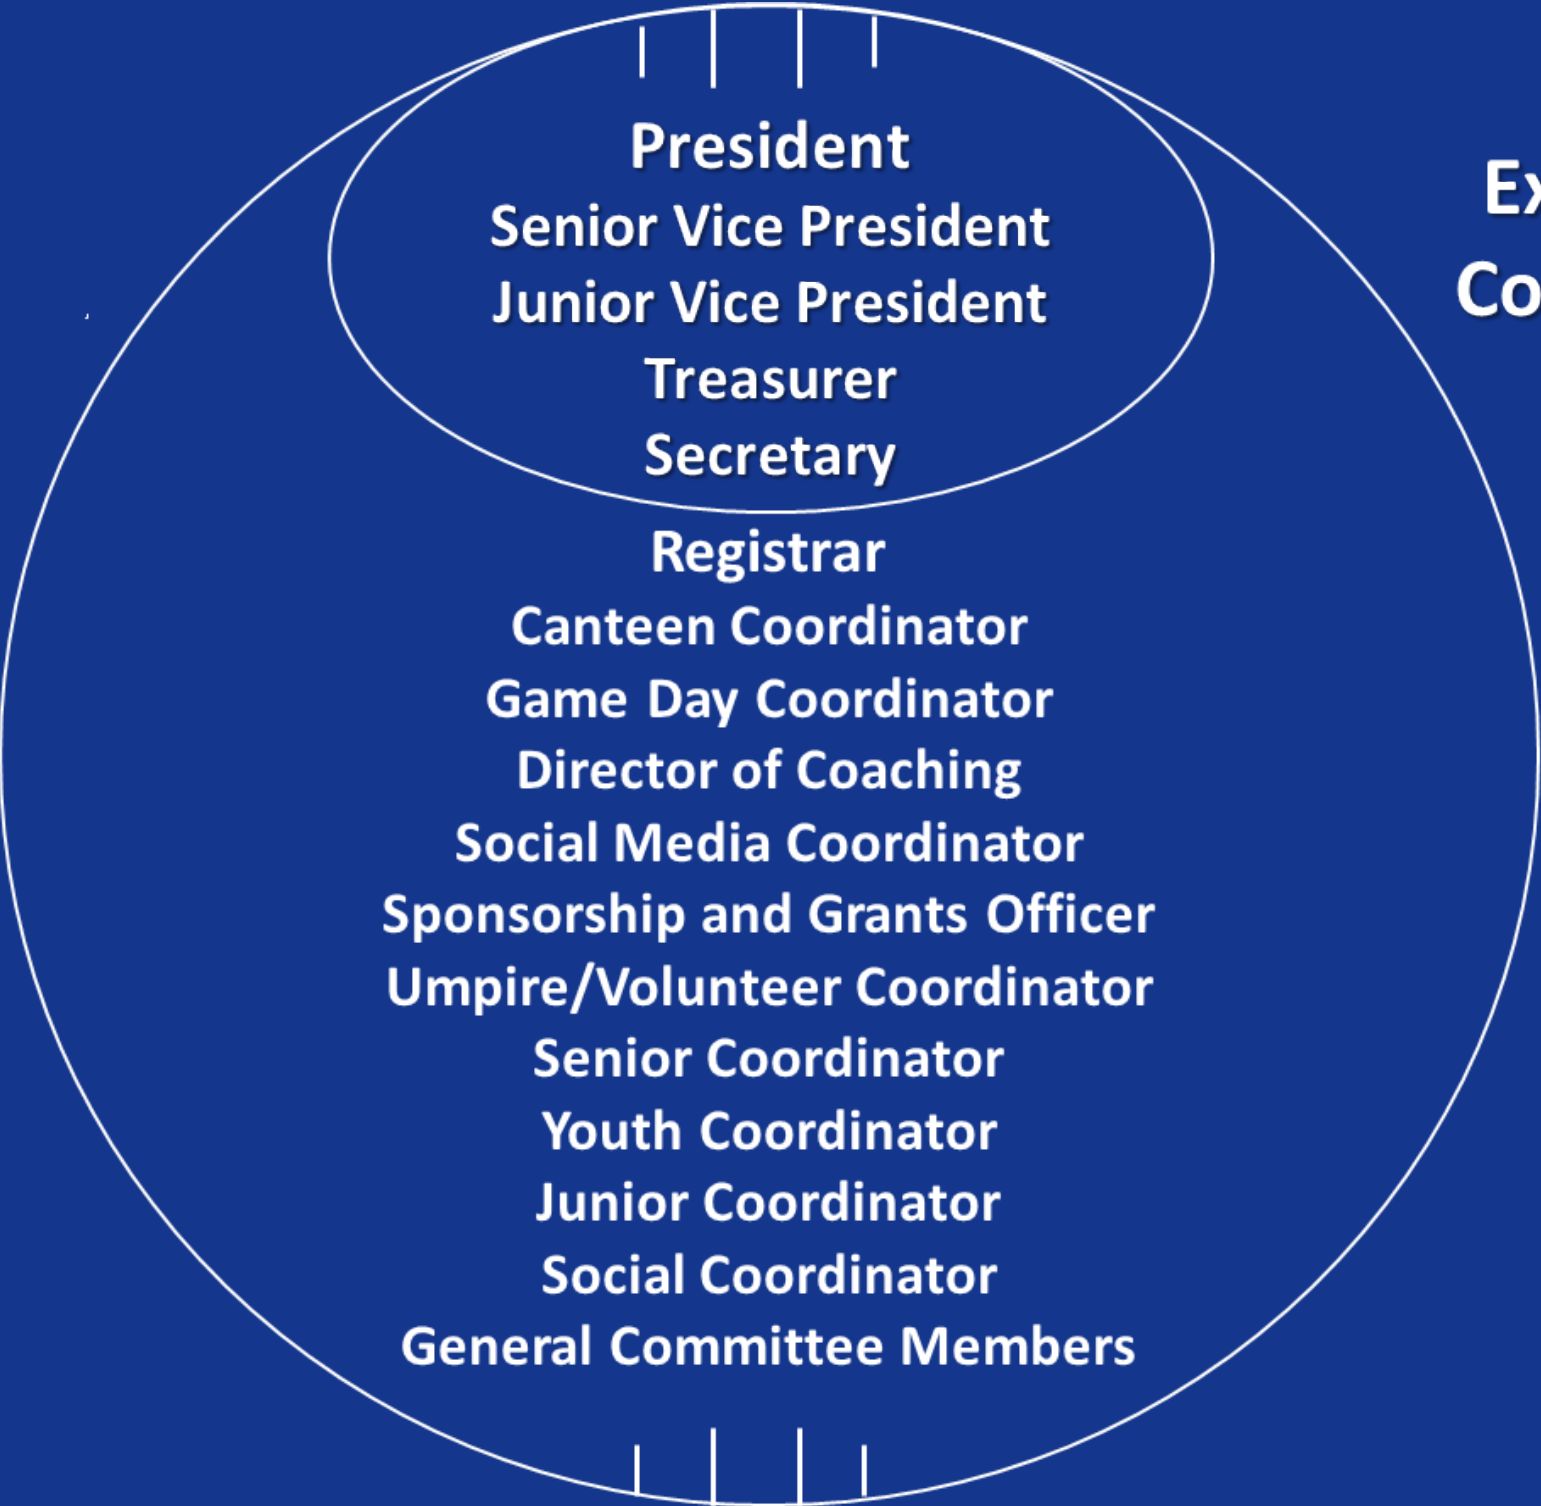 President
Senior Vice President
Junior Vice President
Treasurer
Secretary
Registrar
Canteen Coordinator
Game Day Coordinator
Director of Coaching
Social Media Coordinator
Sponsorship and Grants Officer
Umpire/Volunteer Coordinator
Senior Coordinator
Youth Coordinator
Junior Coordinator
Social Coordinator
General Committee Members
Ex
Co